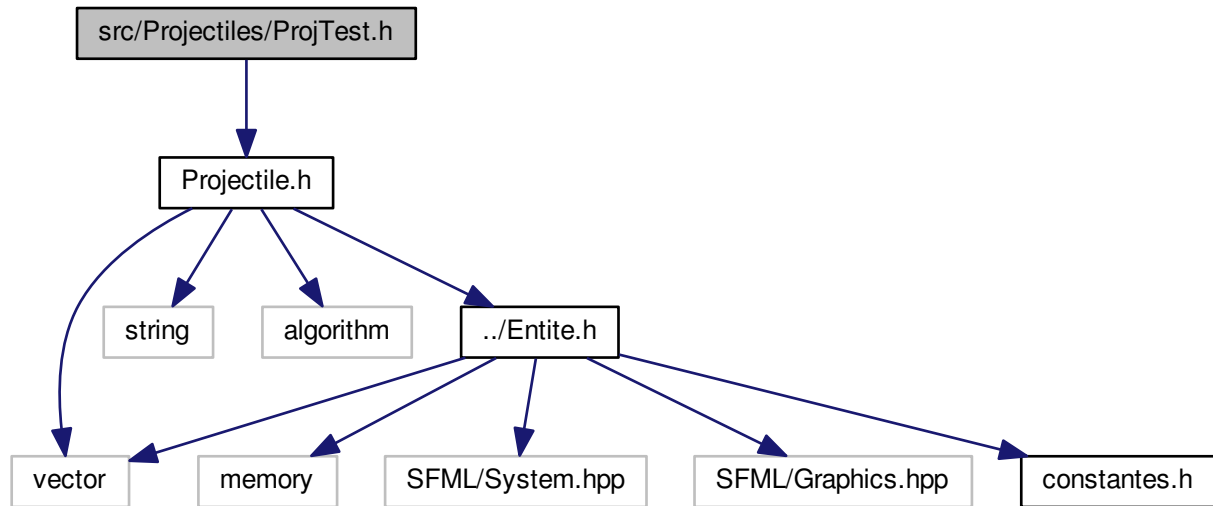 src/Projectiles/ProjTest.h
Projectile.h
string
algorithm
../Entite.h
vector
memory
SFML/System.hpp
SFML/Graphics.hpp
constantes.h